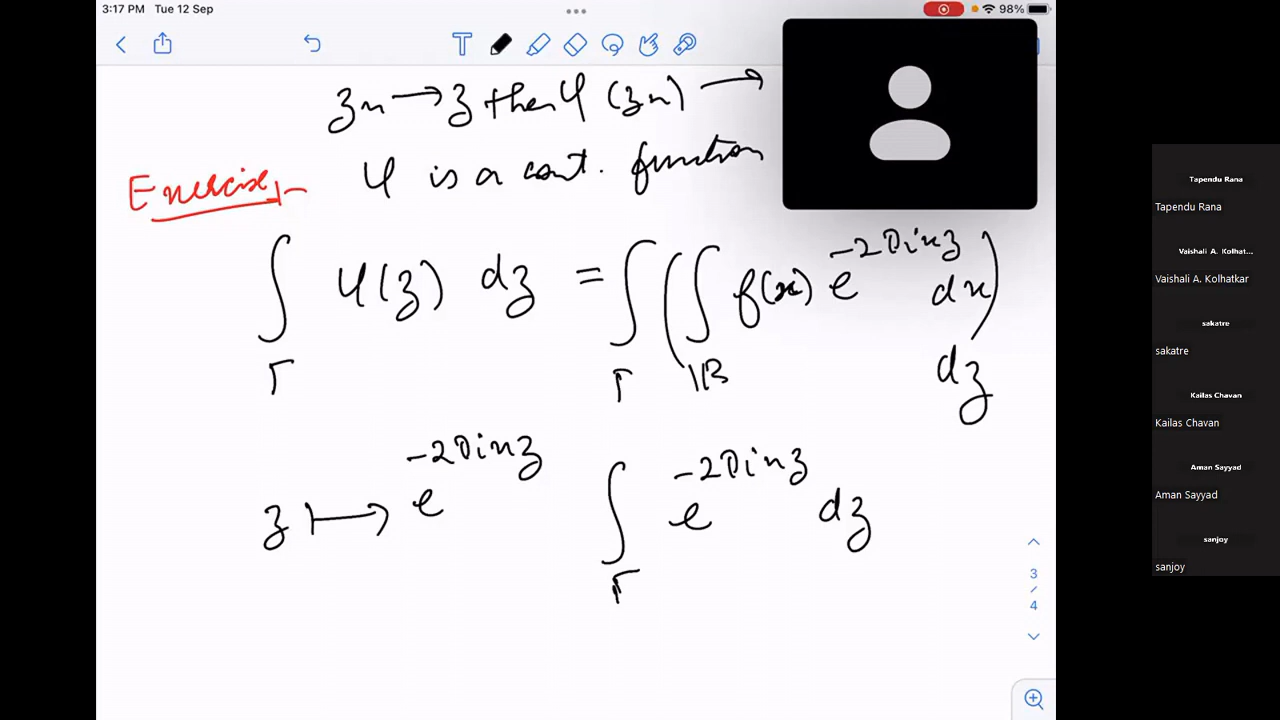 3:17 PM Tue 12 Sep
98%
zn → z then φ(zn) →
Exercise :- φ is a cont. function
∫_Γ φ(z) dz = ∫_Γ ( ∫_ℝ f(x) e^{-2πixz} dx ) dz
z ↦ e^{-2πixz} ∫_Γ e^{-2πixz} dz
3
/
4
Tapendu Rana
Tapendu Rana
Vaishali A. Kolhat...
Vaishali A. Kolhatkar
sakatre
sakatre
Kailas Chavan
Kailas Chavan
Aman Sayyad
Aman Sayyad
sanjoy
sanjoy